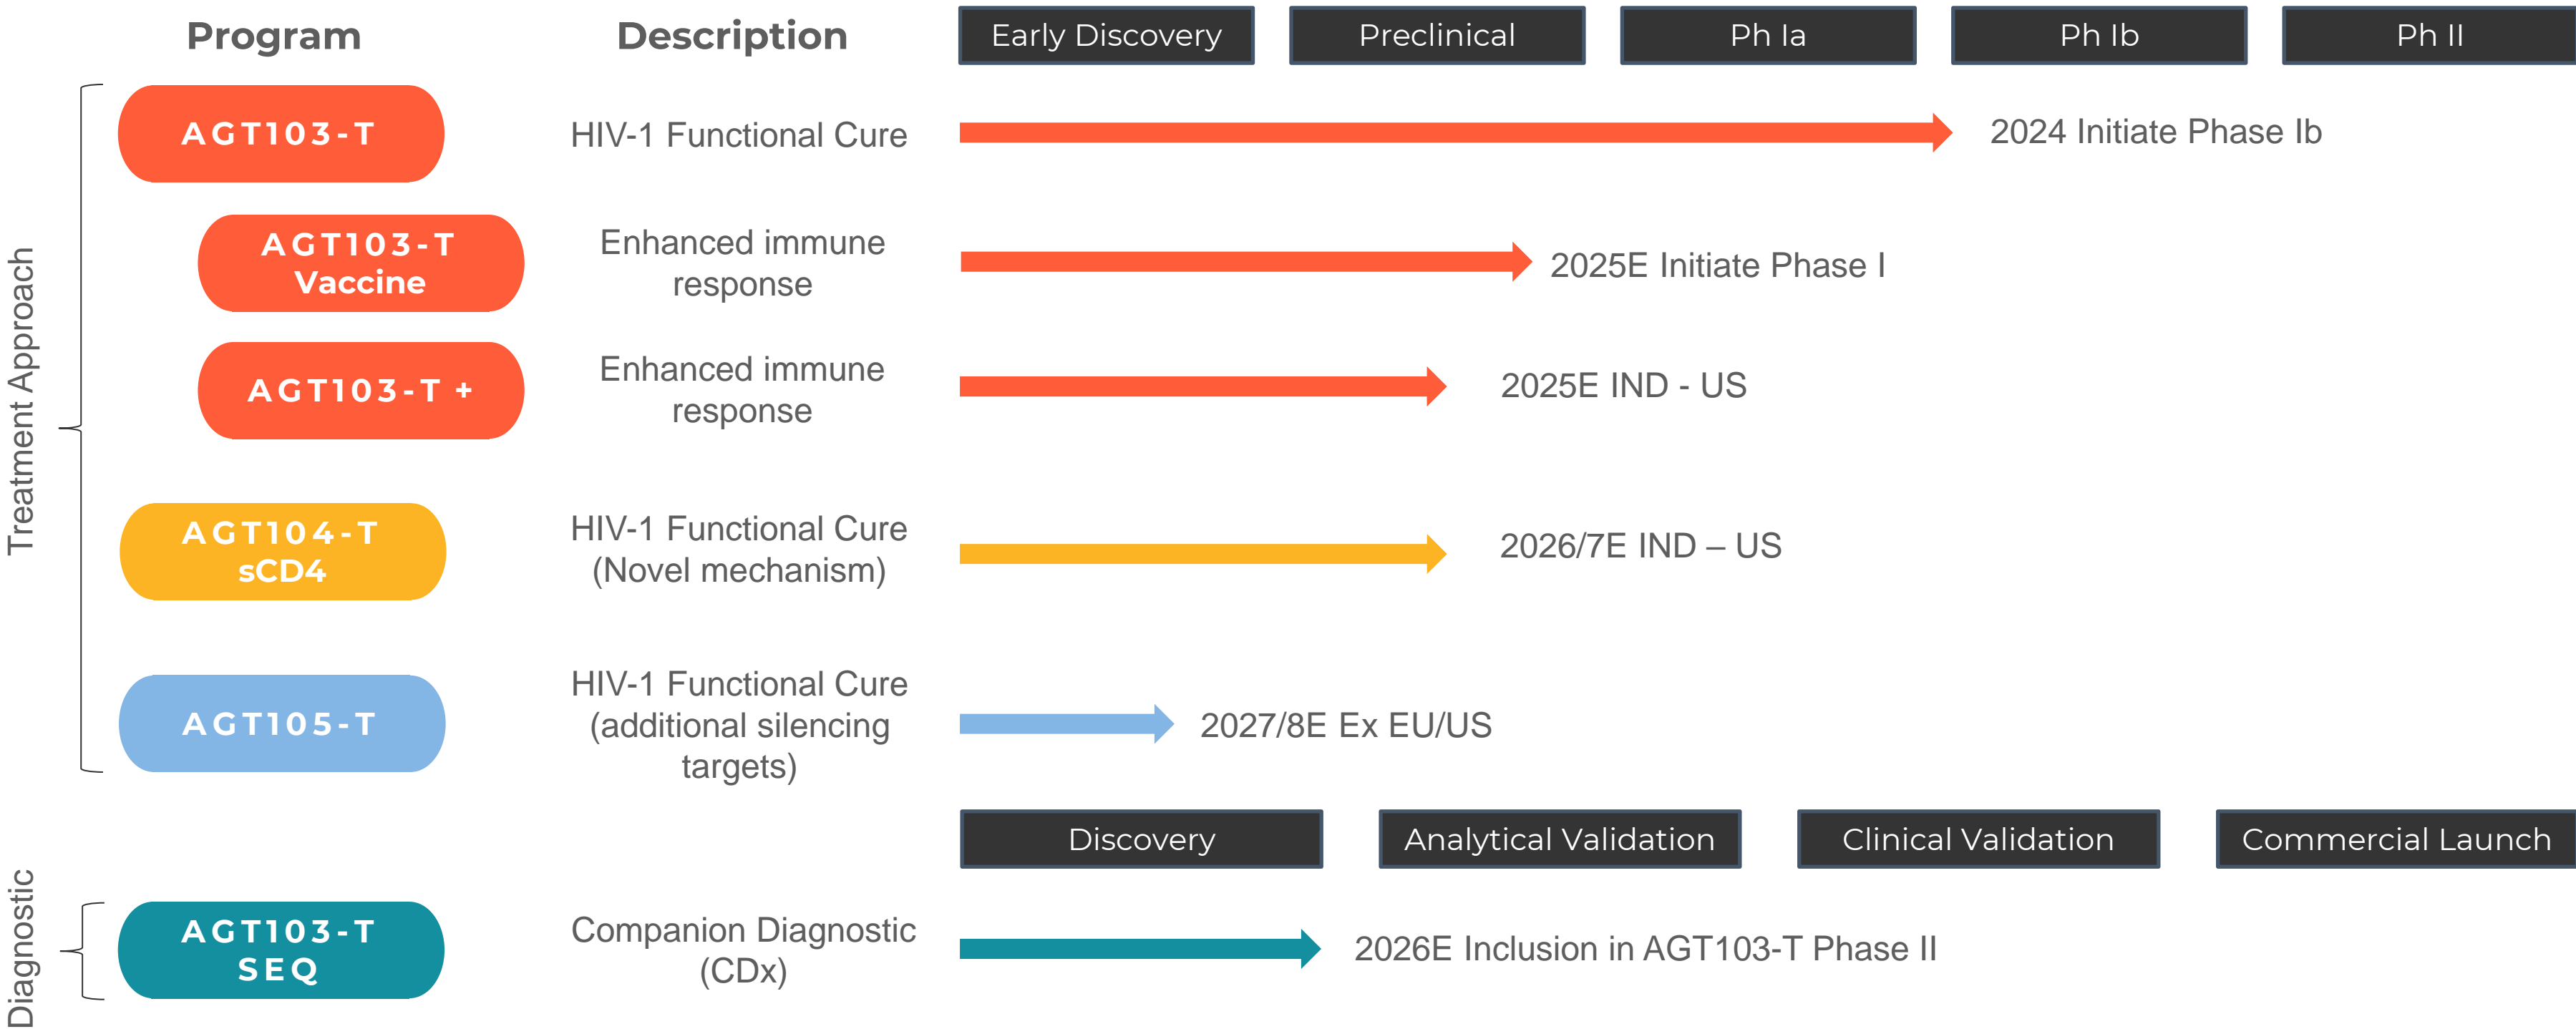 Program
Description
Early Discovery
Preclinical
Ph Ia
Ph Ib
Ph II
Treatment Approach
AGT103-T
HIV-1 Functional Cure
2024 Initiate Phase Ib
AGT103-T
Vaccine
Enhanced immune
response
2025E Initiate Phase I
AGT103-T +
Enhanced immune
response
2025E IND - US
AGT104-T
sCD4
HIV-1 Functional Cure
(Novel mechanism)
2026/7E IND – US
AGT105-T
HIV-1 Functional Cure
(additional silencing
targets)
2027/8E Ex EU/US
Discovery
Analytical Validation
Clinical Validation
Commercial Launch
Diagnostic
AGT103-T
SEQ
Companion Diagnostic
(CDx)
2026E Inclusion in AGT103-T Phase II